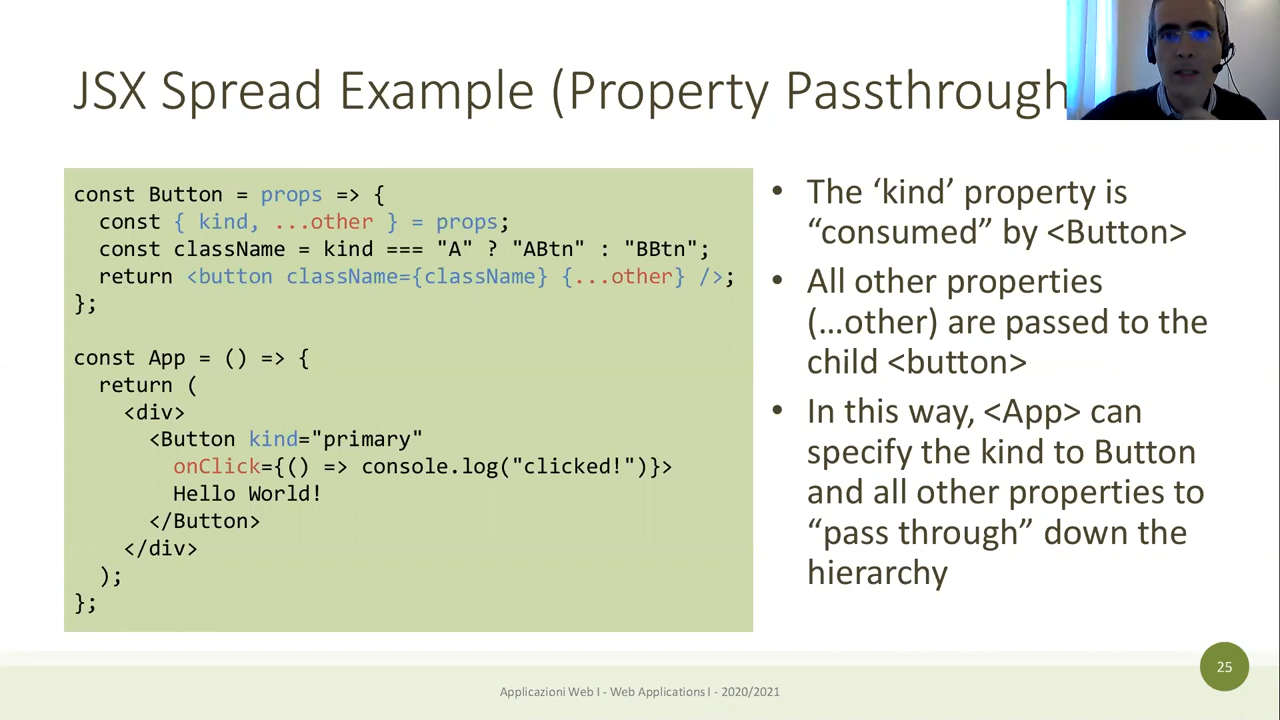 JSX Spread Example (Property Passthrough
const Button = props => {
  const { kind, ...other } = props;
  const className = kind === "A" ? "ABtn" : "BBtn";
  return <button className={className} {...other} />;
};
const App = () => {
  return (
    <div>
      <Button kind="primary"
        onClick={() => console.log("clicked!")}>
        Hello World!
      </Button>
    </div>
  );
};
• The ‘kind’ property is
“consumed” by <Button>
• All other properties
(…other) are passed to the
child <button>
• In this way, <App> can
specify the kind to Button
and all other properties to
“pass through” down the
hierarchy
25
Applicazioni Web I - Web Applications I - 2020/2021